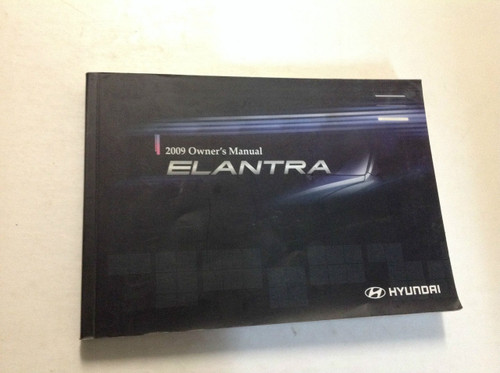 2009 Owner's Manual
ELANTRA
HYUNDAI